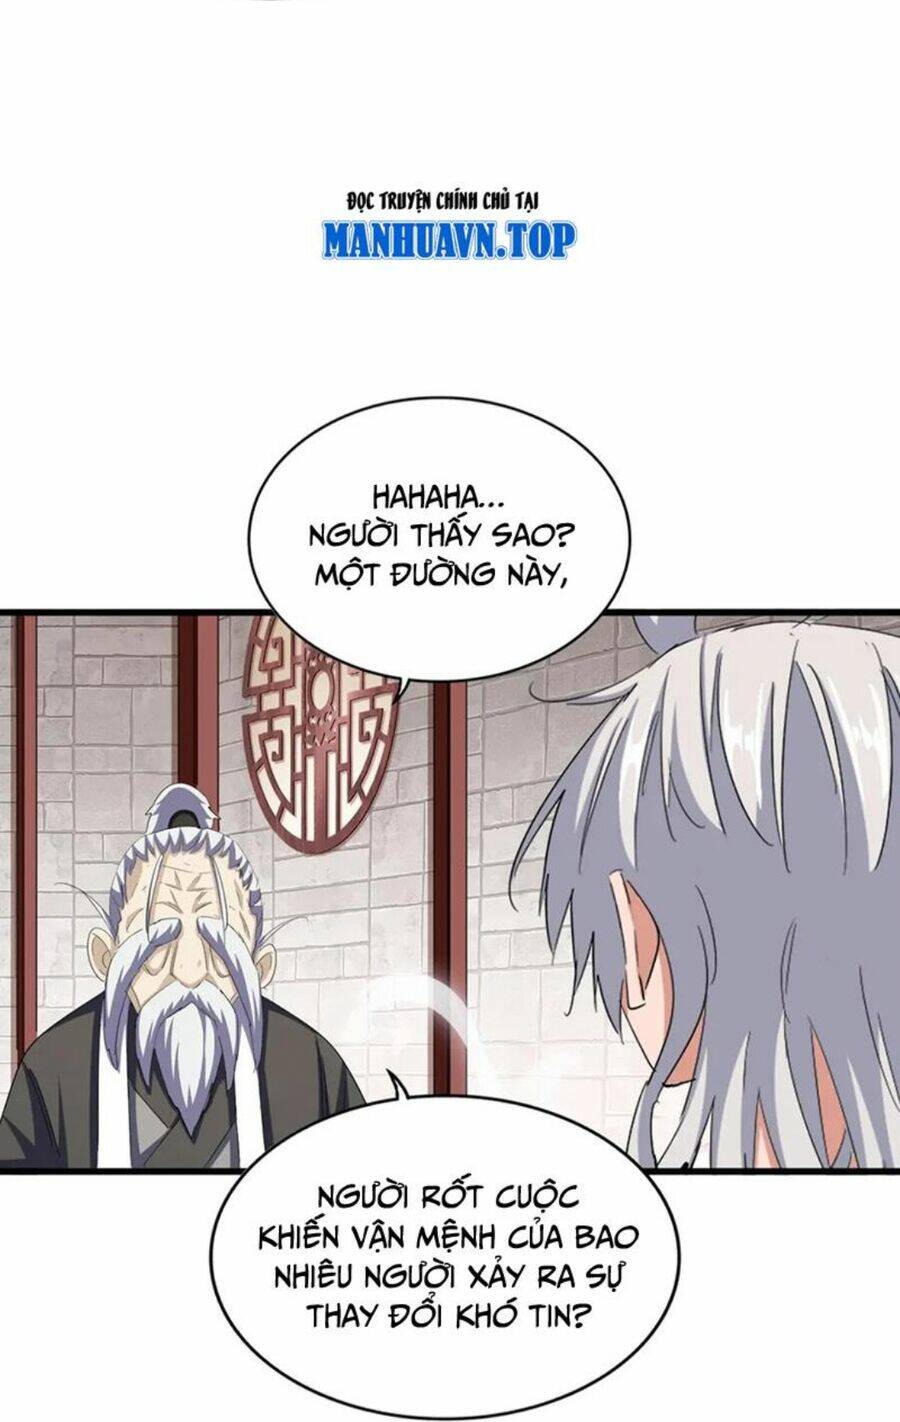 ĐỌC TRUYỆN CHÍNH CHỦ TẠI
MANHUAVN.TOP
HAHAHA...
NGƯỜI THẤY SAO?
MỘT ĐƯỜNG NÀY,
NGƯỜI RỐT CUỘC
KHIẾN VẬN MỆNH CỦA BAO
NHIÊU NGƯỜI XẢY RA SỰ
THAY ĐỔI KHÓ TIN?